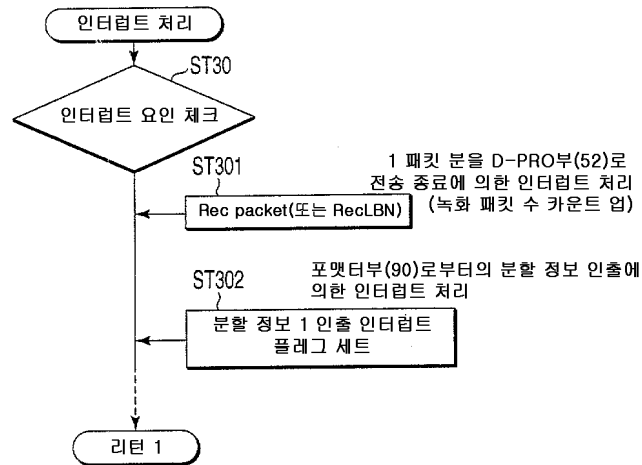 인터럽트 처리
ST30
인터럽트 요인 체크
ST301
1 패킷 분을 D-PRO부(52)로
전송 종료에 의한 인터럽트 처리
(녹화 패킷 수 카운트 업)
Rec packet(또는 RecLBN)
ST302
포맷터부(90)로부터의 분할 정보 인출에
의한 인터럽트 처리
분할 정보 1 인출 인터럽트
플레그 세트
리턴 1